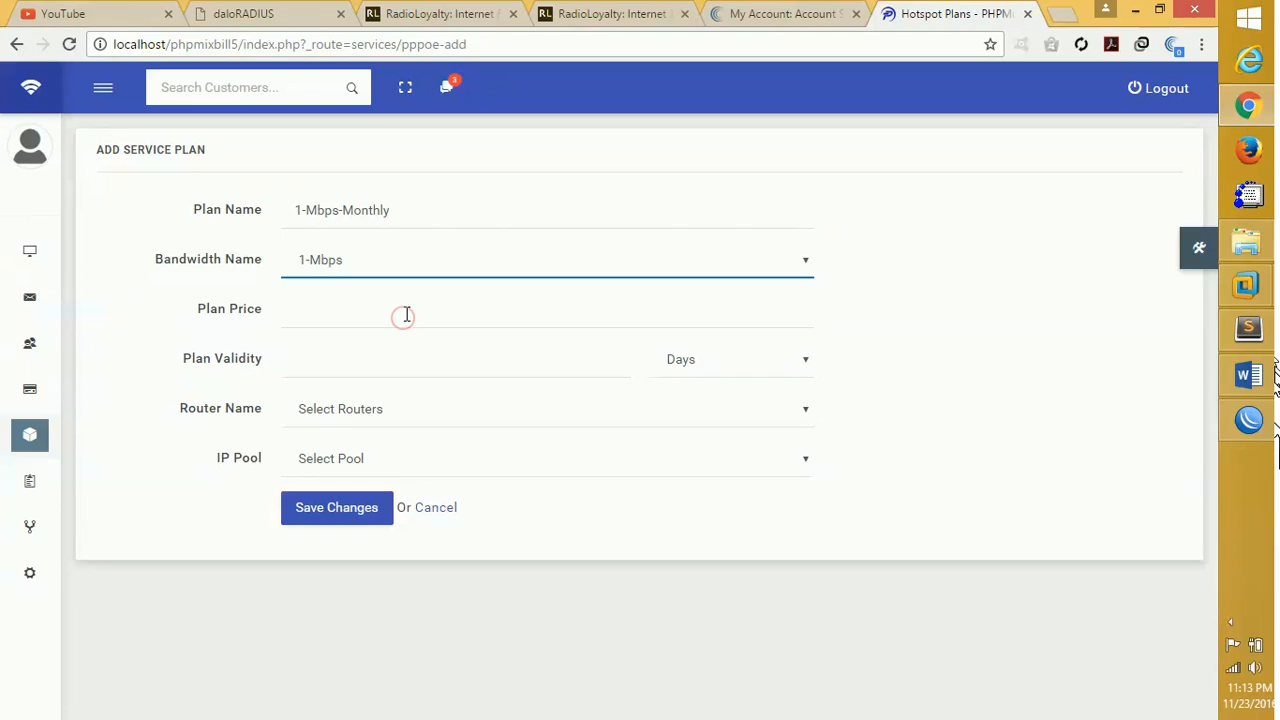 YouTube
daloRADIUS
RadioLoyalty: Internet
RadioLoyalty: Internet
My Account: Account S
Hotspot Plans - PHPM
localhost/phpmixbill5/index.php?_route=services/pppoe-add
0
Search Customers...
3
Logout
ADD SERVICE PLAN
Plan Name
1-Mbps-Monthly
Bandwidth Name
1-Mbps
Plan Price
Plan Validity
Days
Router Name
Select Routers
IP Pool
Select Pool
Save Changes Or Cancel
11:13 PM
11/23/2016